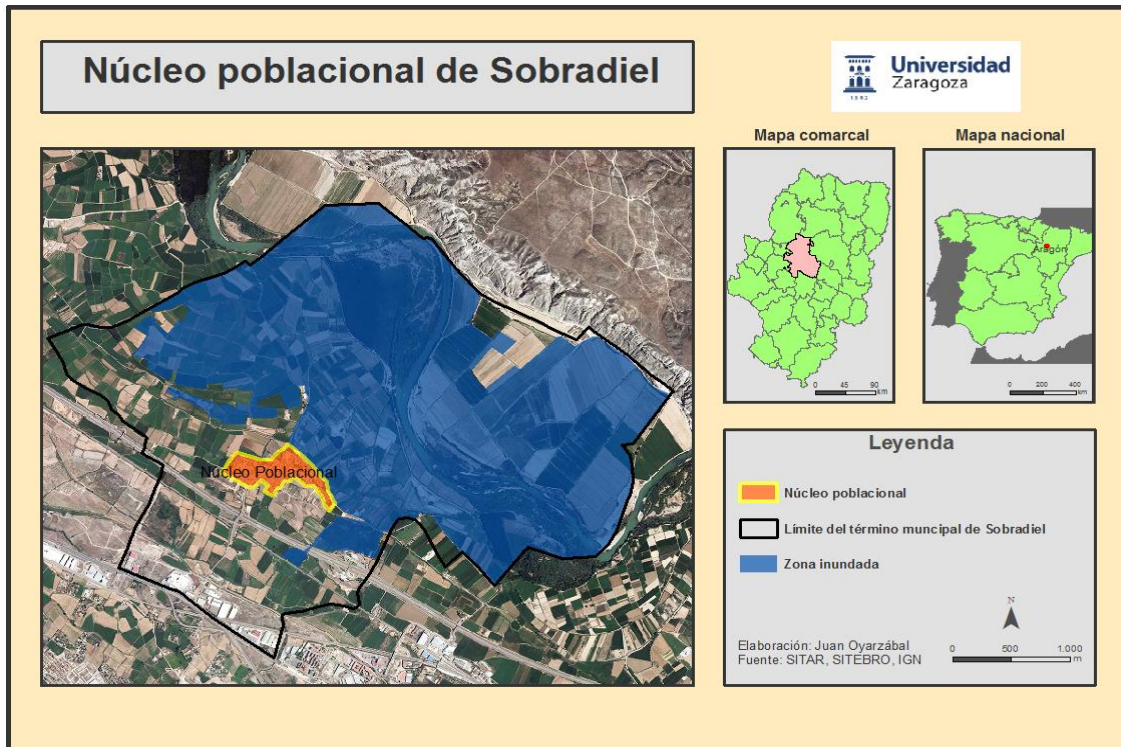 Núcleo poblacional de Sobradiel
Universidad
Zaragoza
1542
Mapa comarcal
Mapa nacional
Núcleo Poblacional
0 45 90
km
Aragón
0 200 400
km
Leyenda
Núcleo poblacional
Límite del término muncipal de Sobradiel
Zona inundada
N
Elaboración: Juan Oyarzábal
Fuente: SITAR, SITEBRO, IGN
0 500 1.000
m